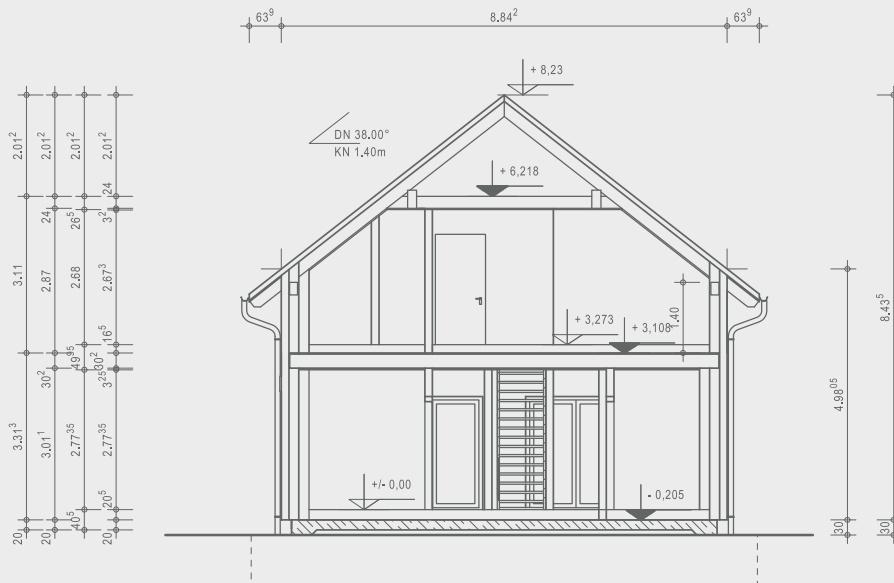 63⁹ 8.84² 63⁹
+ 8,23
DN 38.00°
KN 1.40m
+ 6,218
+ 3,273
+ 3,108
1.40
+/- 0,00
- 0,205
2.01² 3.11 3.31³ 20
2.01² 24 2.87 30² 3.01¹ 20
2.01² 26⁵ 2.68 49⁹⁵ 2.77³⁵ 40⁵
2.01² 24 3² 2.67³ 16⁵ 30² 3²⁵ 2.77³⁵ 20⁵ 20
4.98⁰⁵ 30
8.43⁵ 30